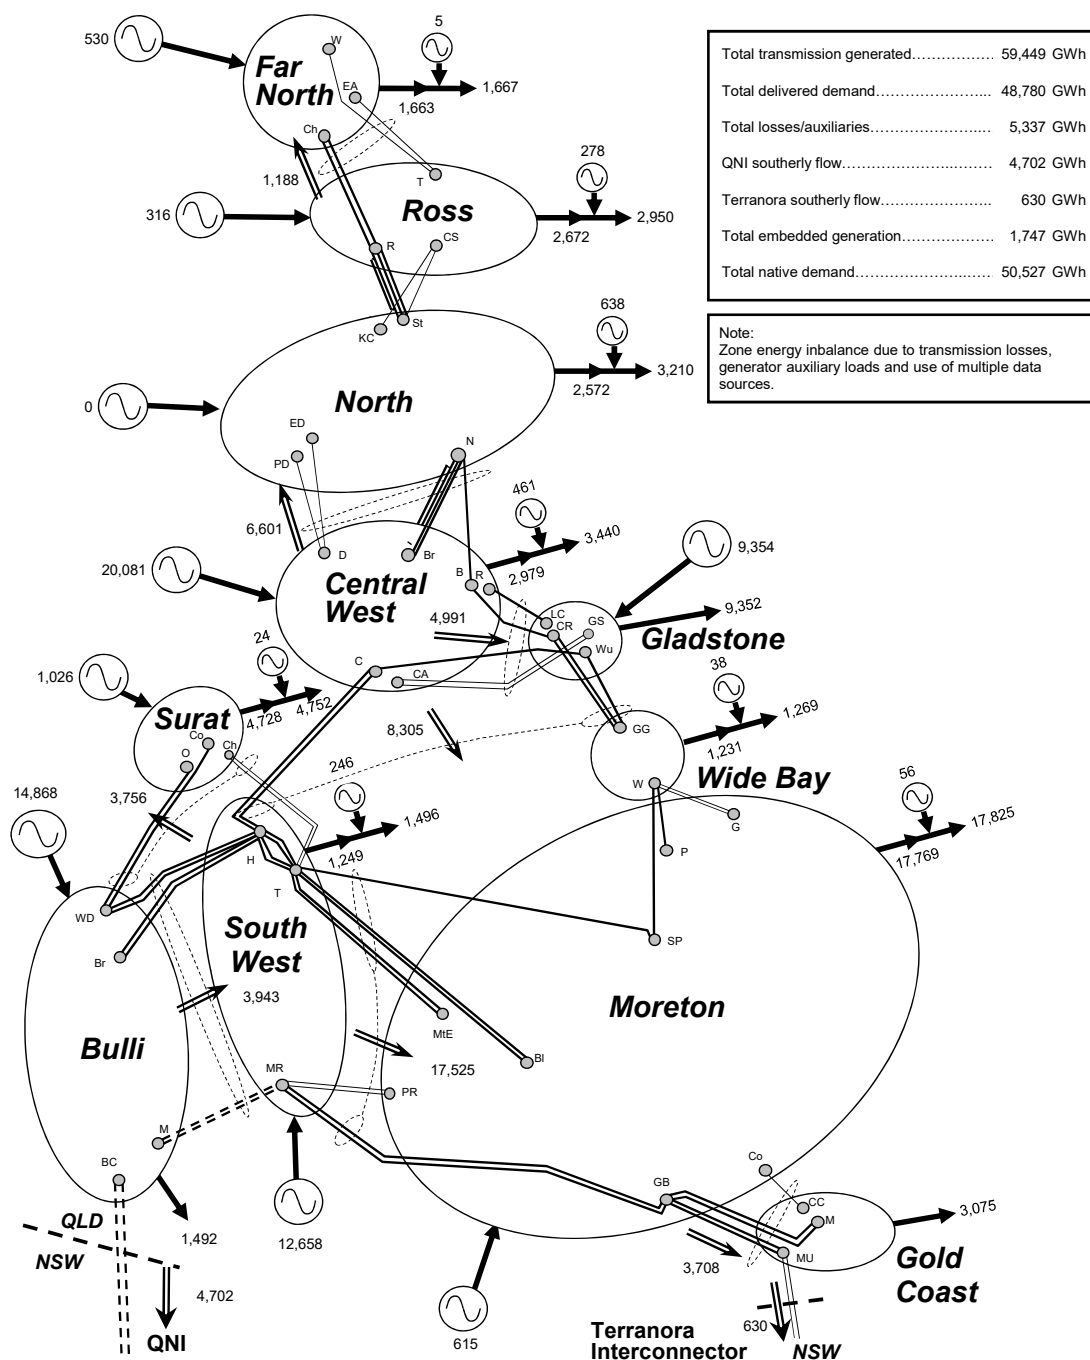 530
5
W
Far
North
EA
1,663
1,667
Ch
1,188
T
278
316
Ross
R
CS
2,672
2,950
St
KC
638
0
North
2,572
3,210
ED
PD
N
6,601
D
Br
461
3,440
2,979
B
R
20,081
Central
West
4,991
9,354
LC
CR
GS
Wu
9,352
Gladstone
C
CA
24
1,026
Surat
4,728
4,752
Co
O
Ch
8,305
GG
38
1,269
1,231
Wide Bay
W
G
P
246
3,756
14,868
1,496
1,249
H
T
56
17,825
17,769
WD
Br
South
West
SP
3,943
Moreton
MtE
BI
Bulli
17,525
MR
PR
M
BC
QLD
NSW
1,492
4,702
QNI
12,658
615
GB
Co
CC
M
MU
3,075
3,708
Gold
Coast
630
Terranora
Interconnector
NSW
Total transmission generated................. 59,449 GWh
Total delivered demand........................ 48,780 GWh
Total losses/auxiliaries.......................... 5,337 GWh
QNI southerly flow............................... 4,702 GWh
Terranora southerly flow....................... 630 GWh
Total embedded generation................... 1,747 GWh
Total native demand............................ 50,527 GWh
Note:
Zone energy inbalance due to transmission losses,
generator auxiliary loads and use of multiple data
sources.